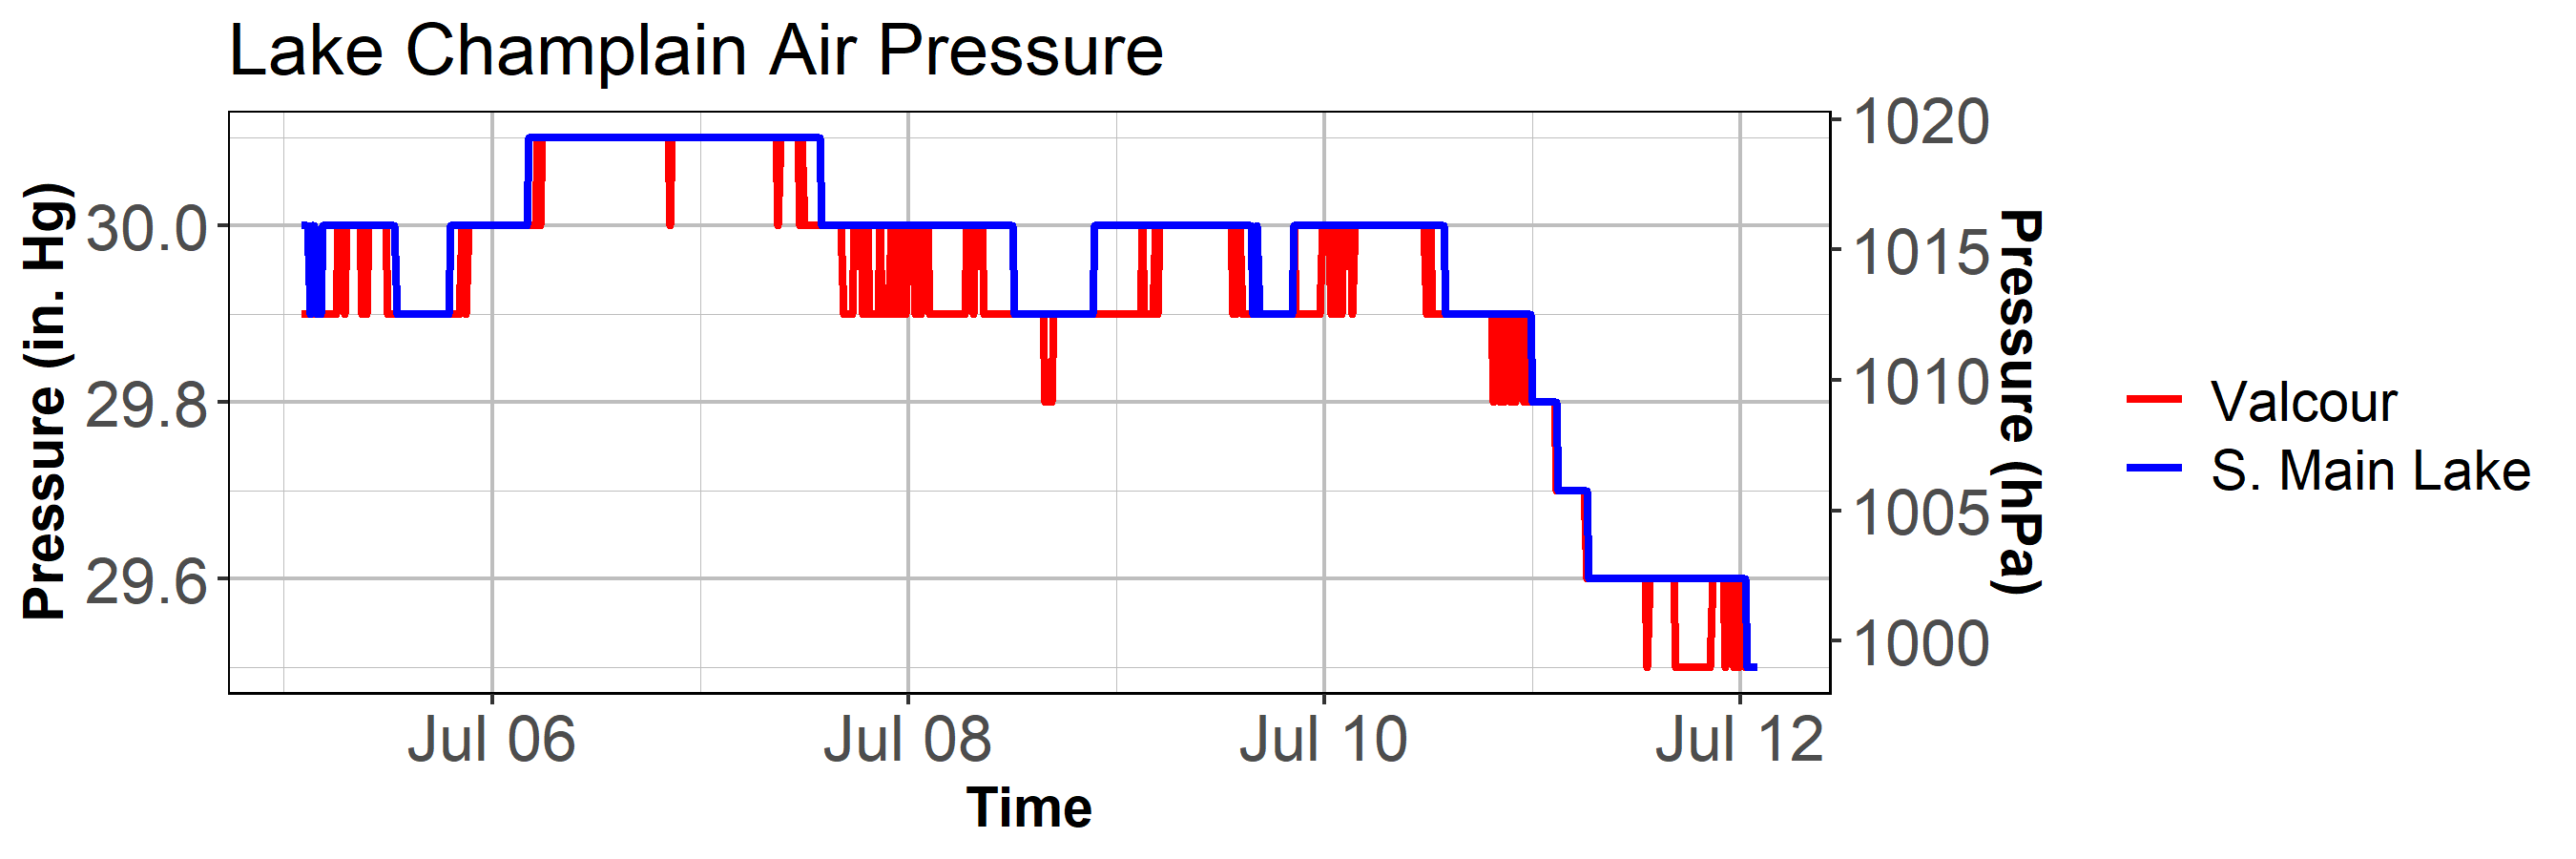 Lake Champlain Air Pressure
Pressure (in. Hg)
30.0
29.8
29.6
1020
1015
1010
1005
1000
Pressure (hPa)
Jul 06
Jul 08
Jul 10
Jul 12
Time
Valcour
S. Main Lake